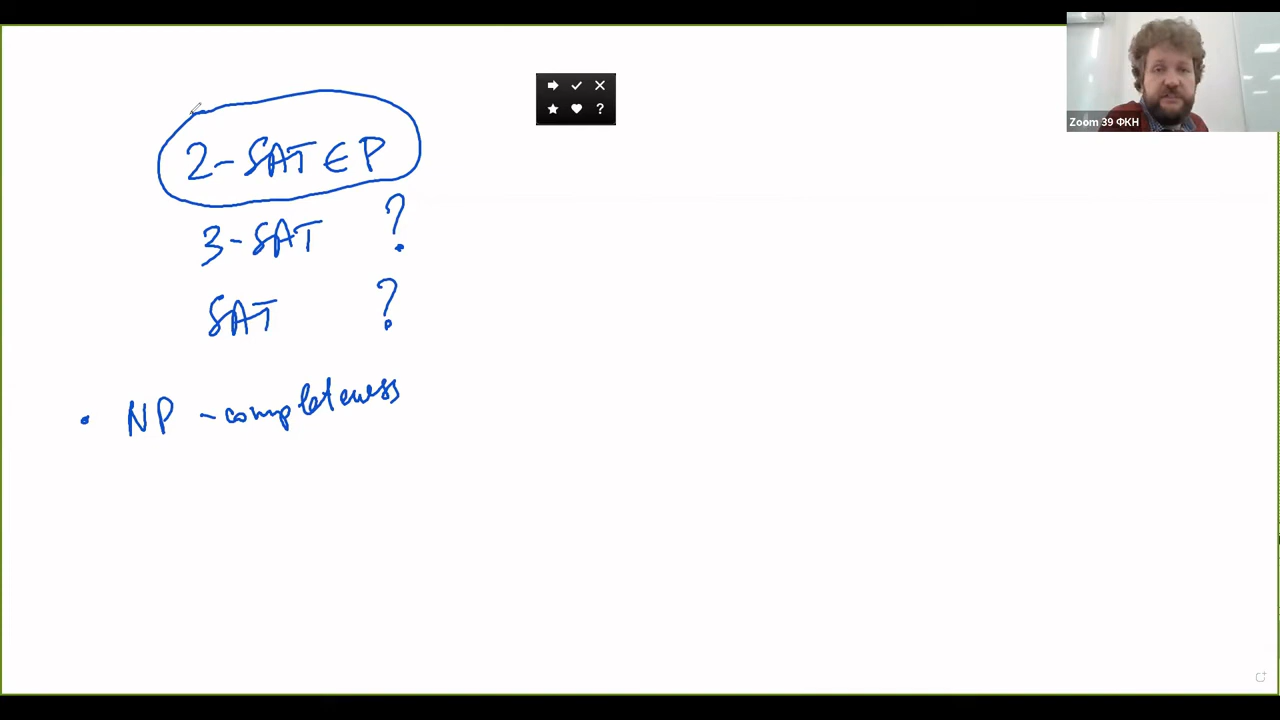 2-SAT ∈ P
3-SAT ?
SAT ?
• NP - completeness
Zoom 39 ФКН